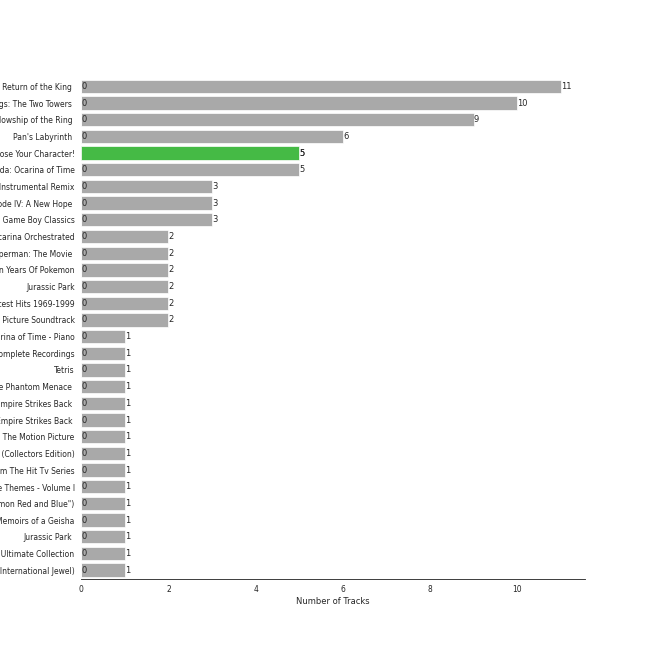 Return of the King 0 11
gs: The Two Towers 0 10
lowship of the Ring 0 9
Pan's Labyrinth 0 6
ose Your Character! 5
da: Ocarina of Time 0 5
Instrumental Remix 0 3
ode IV: A New Hope 0 3
Game Boy Classics 0 3
carina Orchestrated 0 2
perman: The Movie 0 2
n Years Of Pokemon 0 2
Jurassic Park 0 2
test Hits 1969-1999 0 2
Picture Soundtrack 0 2
rina of Time - Piano 0 1
omplete Recordings 0 1
Tetris 0 1
e Phantom Menace 0 1
mpire Strikes Back 0 1
Empire Strikes Back 0 1
The Motion Picture 0 1
(Collectors Edition) 0 1
m The Hit Tv Series 0 1
e Themes - Volume I 0 1
mon Red and Blue") 0 1
Memoirs of a Geisha 0 1
Jurassic Park 0 1
Ultimate Collection 0 1
International Jewel) 0 1
0 2 4 6 8 10
Number of Tracks